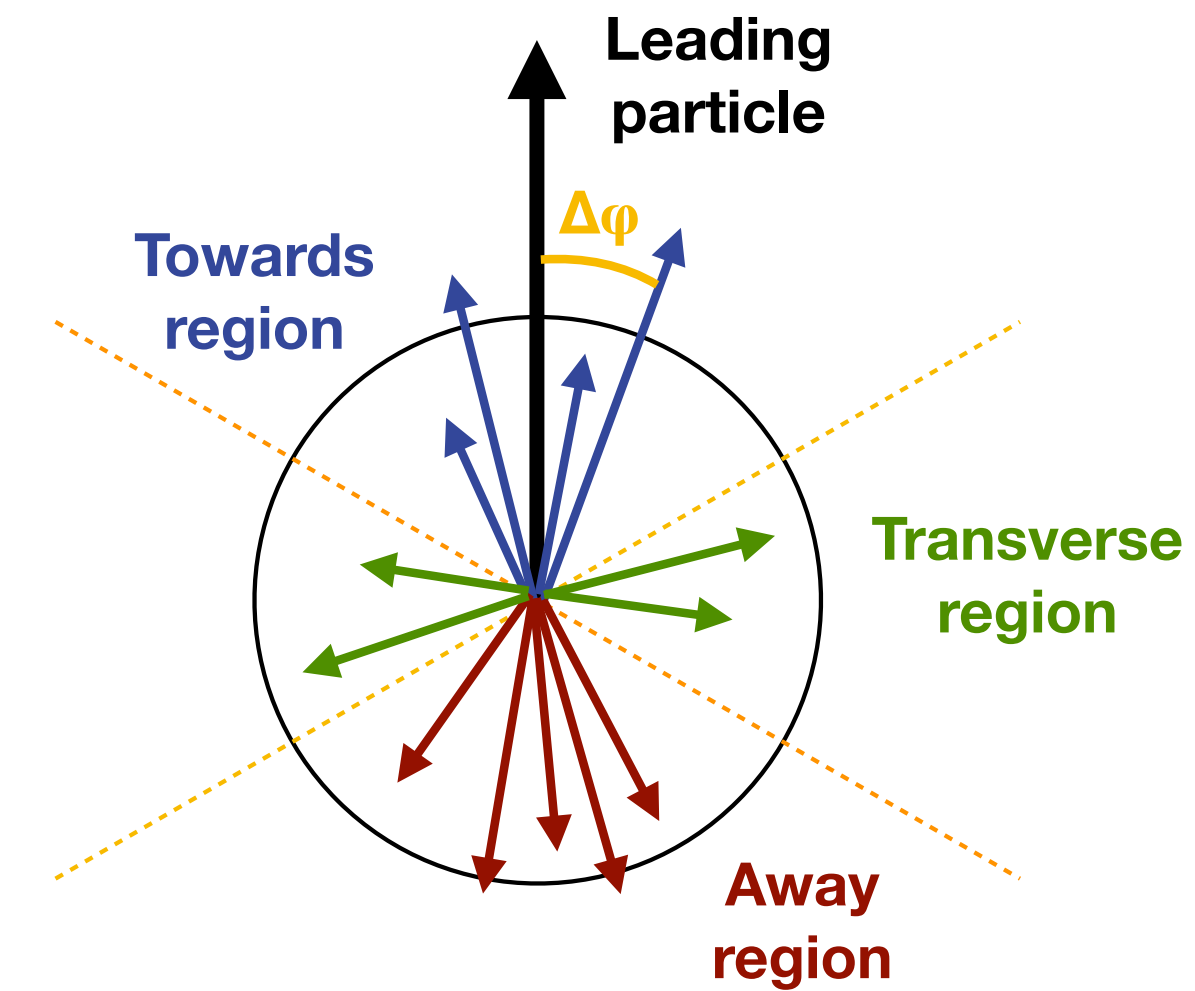 Leading
particle
Δφ
Towards
region
Transverse
region
Away
region